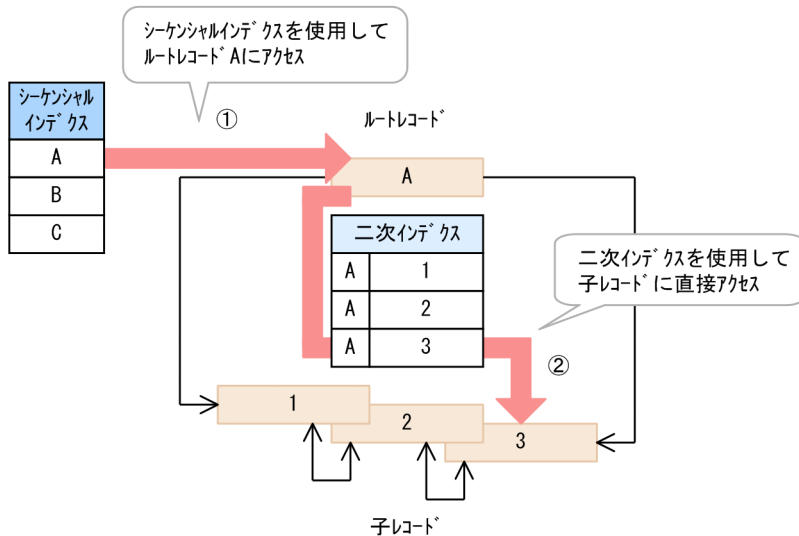 シーケンシャルインデクスを使用して
ルートレコードAにアクセス
シーケンシャル
インデクス
A
B
C
①
ルートレコード
A
二次インデクス
A 1
A 2
A 3
二次インデクスを使用して
子レコードに直接アクセス
②
1
2
3
子レコード